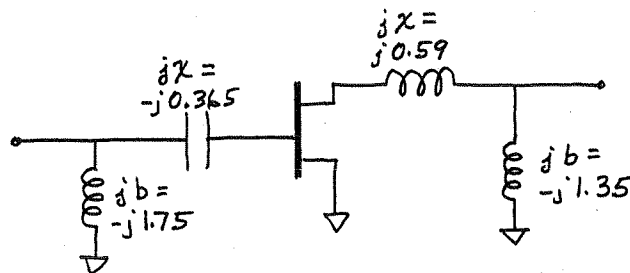 jX =
-j0.365
jX =
j0.59
jb =
-j1.75
jb =
-j1.35